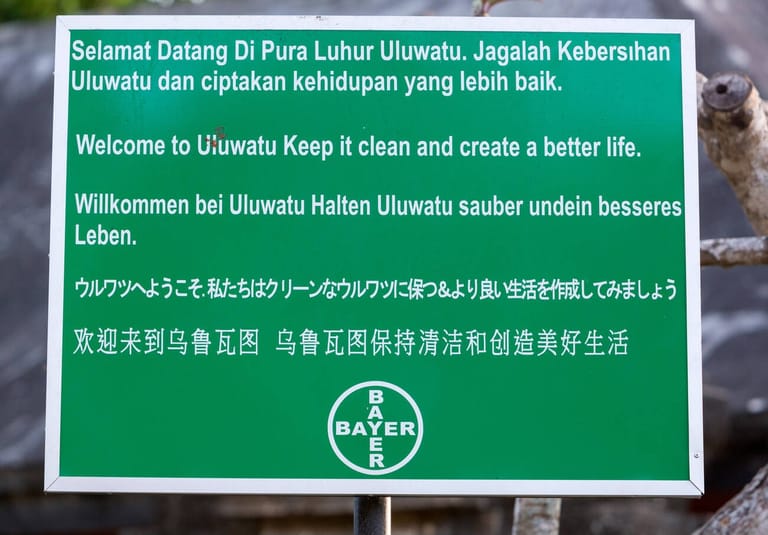 Selamat Datang Di Pura Luhur Uluwatu. Jagalah Kebersıhan
Uluwatu dan ciptakan kehidupan yang lebih baik.
Welcome to Uluwatu Keep it clean and create a better life.
Willkommen bei Uluwatu Halten Uluwatu sauber undein besseres
Leben.
ウルワツへようこそ.私たちはクリーンなウルワツに保つ&より良い生活を作成してみましょう
欢迎来到乌鲁瓦图 乌鲁瓦图保持清洁和创造美好生活
BAYER
BAYER